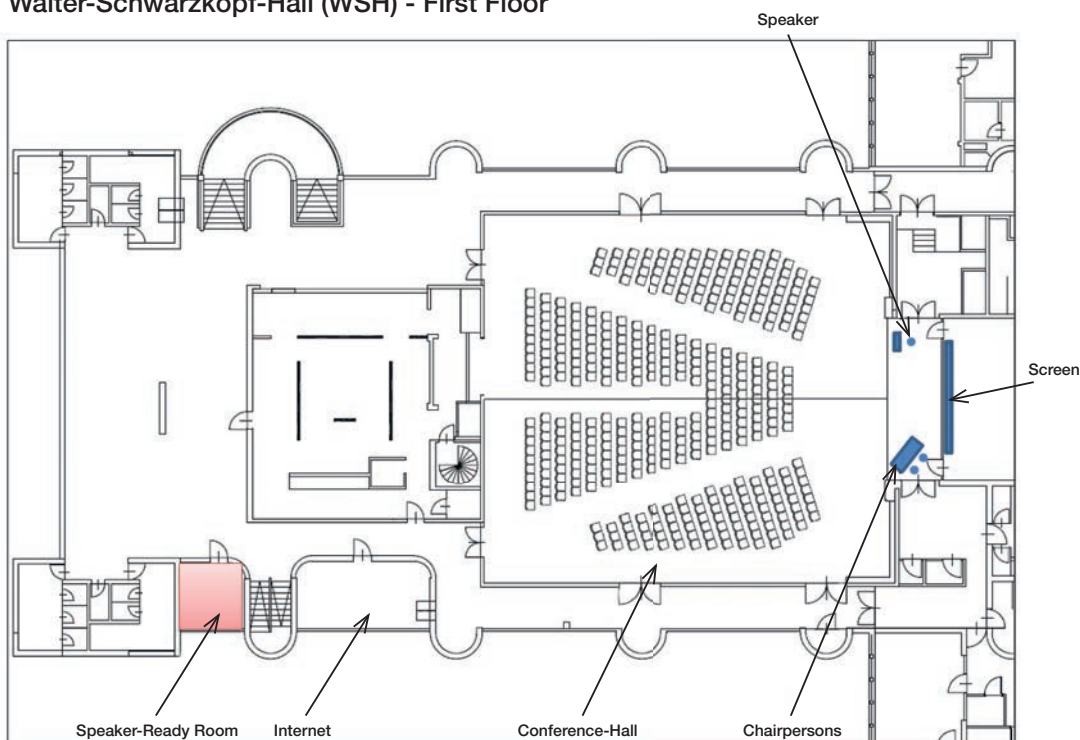 Walter-Schwarzkopf-Hall (WSH) - First Floor
Speaker
Screen
Speaker-Ready Room
Internet
Conference-Hall
Chairpersons